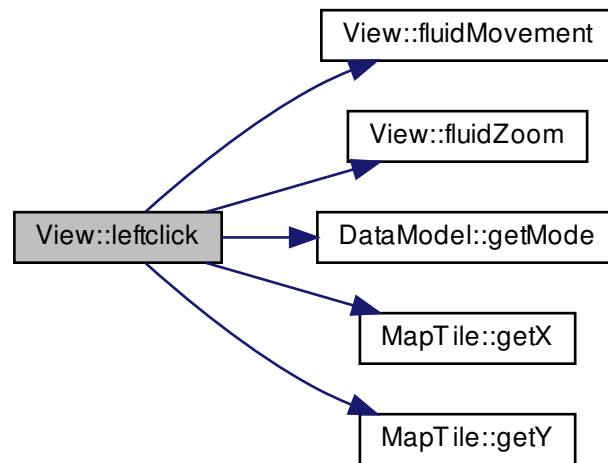 View::fluidMovement
View::fluidZoom
View::leftclick
DataModel::getMode
MapTile::getX
MapTile::getY